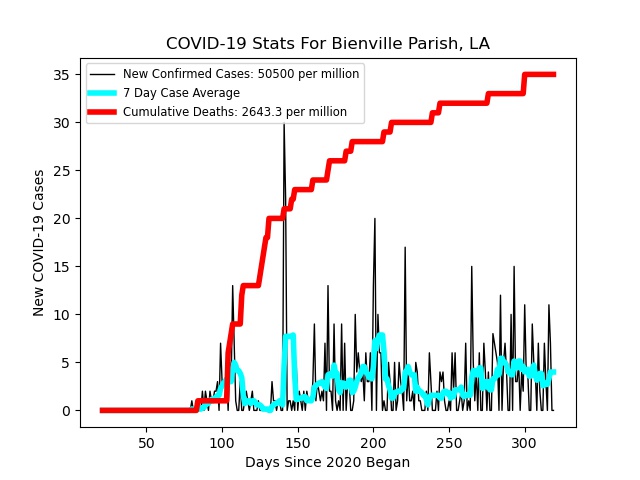 COVID-19 Stats For Bienville Parish, LA
New Confirmed Cases: 50500 per million
7 Day Case Average
Cumulative Deaths: 2643.3 per million
New COVID-19 Cases
35
30
25
20
15
10
5
0
50 100 150 200 250 300
Days Since 2020 Began